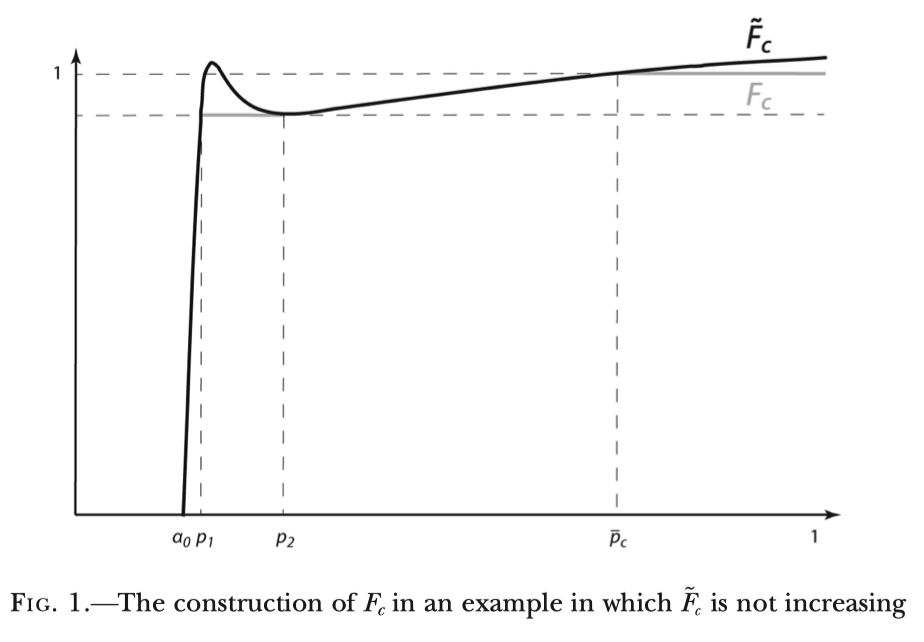 F̃c
1
Fc
a0 p1 p2 p̄c 1
FIG. 1.—The construction of Fc in an example in which F̃c is not increasing